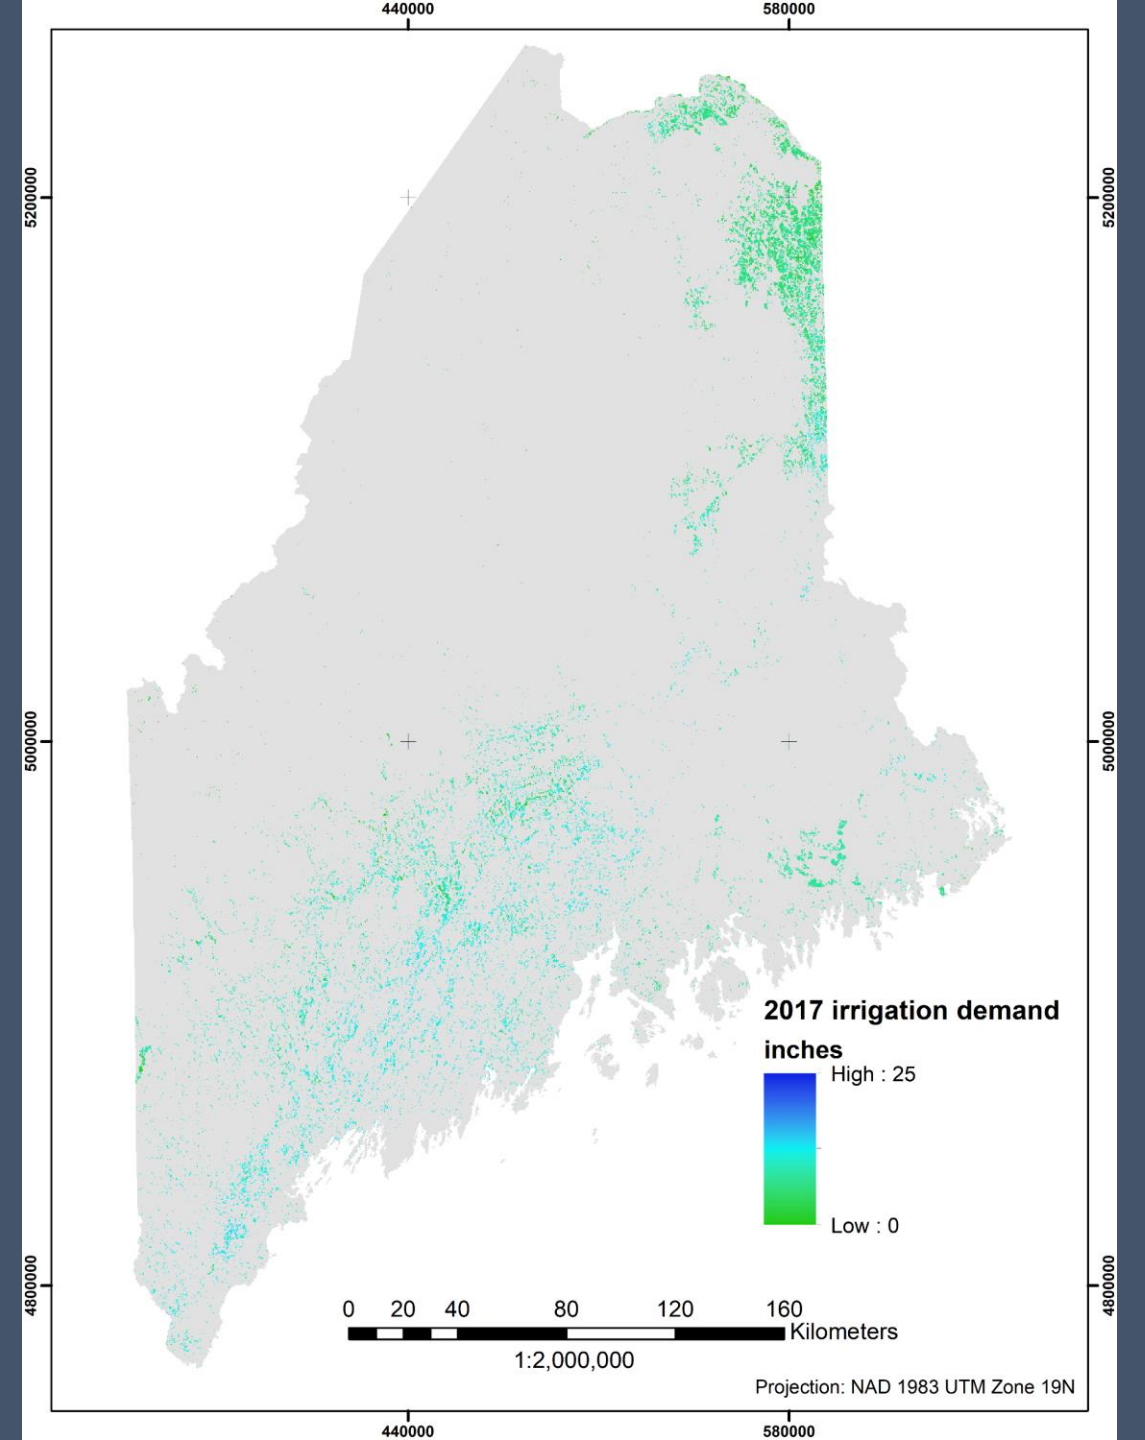 440000 580000
5200000 5200000
5000000 5000000
2017 irrigation demand
inches
High : 25
Low : 0
4800000 4800000
0 20 40 80 120 160
Kilometers
1:2,000,000
Projection: NAD 1983 UTM Zone 19N
440000 580000